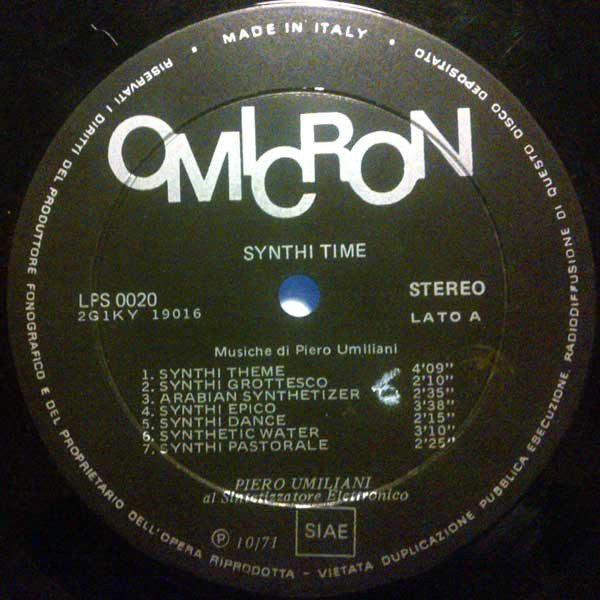 MADE IN ITALY
OMICRON
SYNTHI TIME
LPS 0020
2G1KY 19016
STEREO
LATO A
Musiche di Piero Umiliani
1. SYNTHI THEME 4'09"
2. SYNTHI GROTTESCO 2'10"
3. ARABIAN SYNTHETIZER 2'35"
4. SYNTHI EPICO 3'38"
5. SYNTHI DANCE 2'15"
6. SYNTHETIC WATER 3'10"
7. SYNTHI PASTORALE 2'25"
PIERO UMILIANI
al Sintetizzatore Elettronico
Ⓟ 10/71
SIAE
RISERVATI I DIRITTI DEL PRODUTTORE FONOGRAFICO E DEL PROPRIETARIO DELL'OPERA RIPRODOTTA - VIETATA DUPLICAZIONE PUBBLICA ESECUZIONE, RADIODIFFUSIONE DI QUESTO DISCO DEPOSITATO